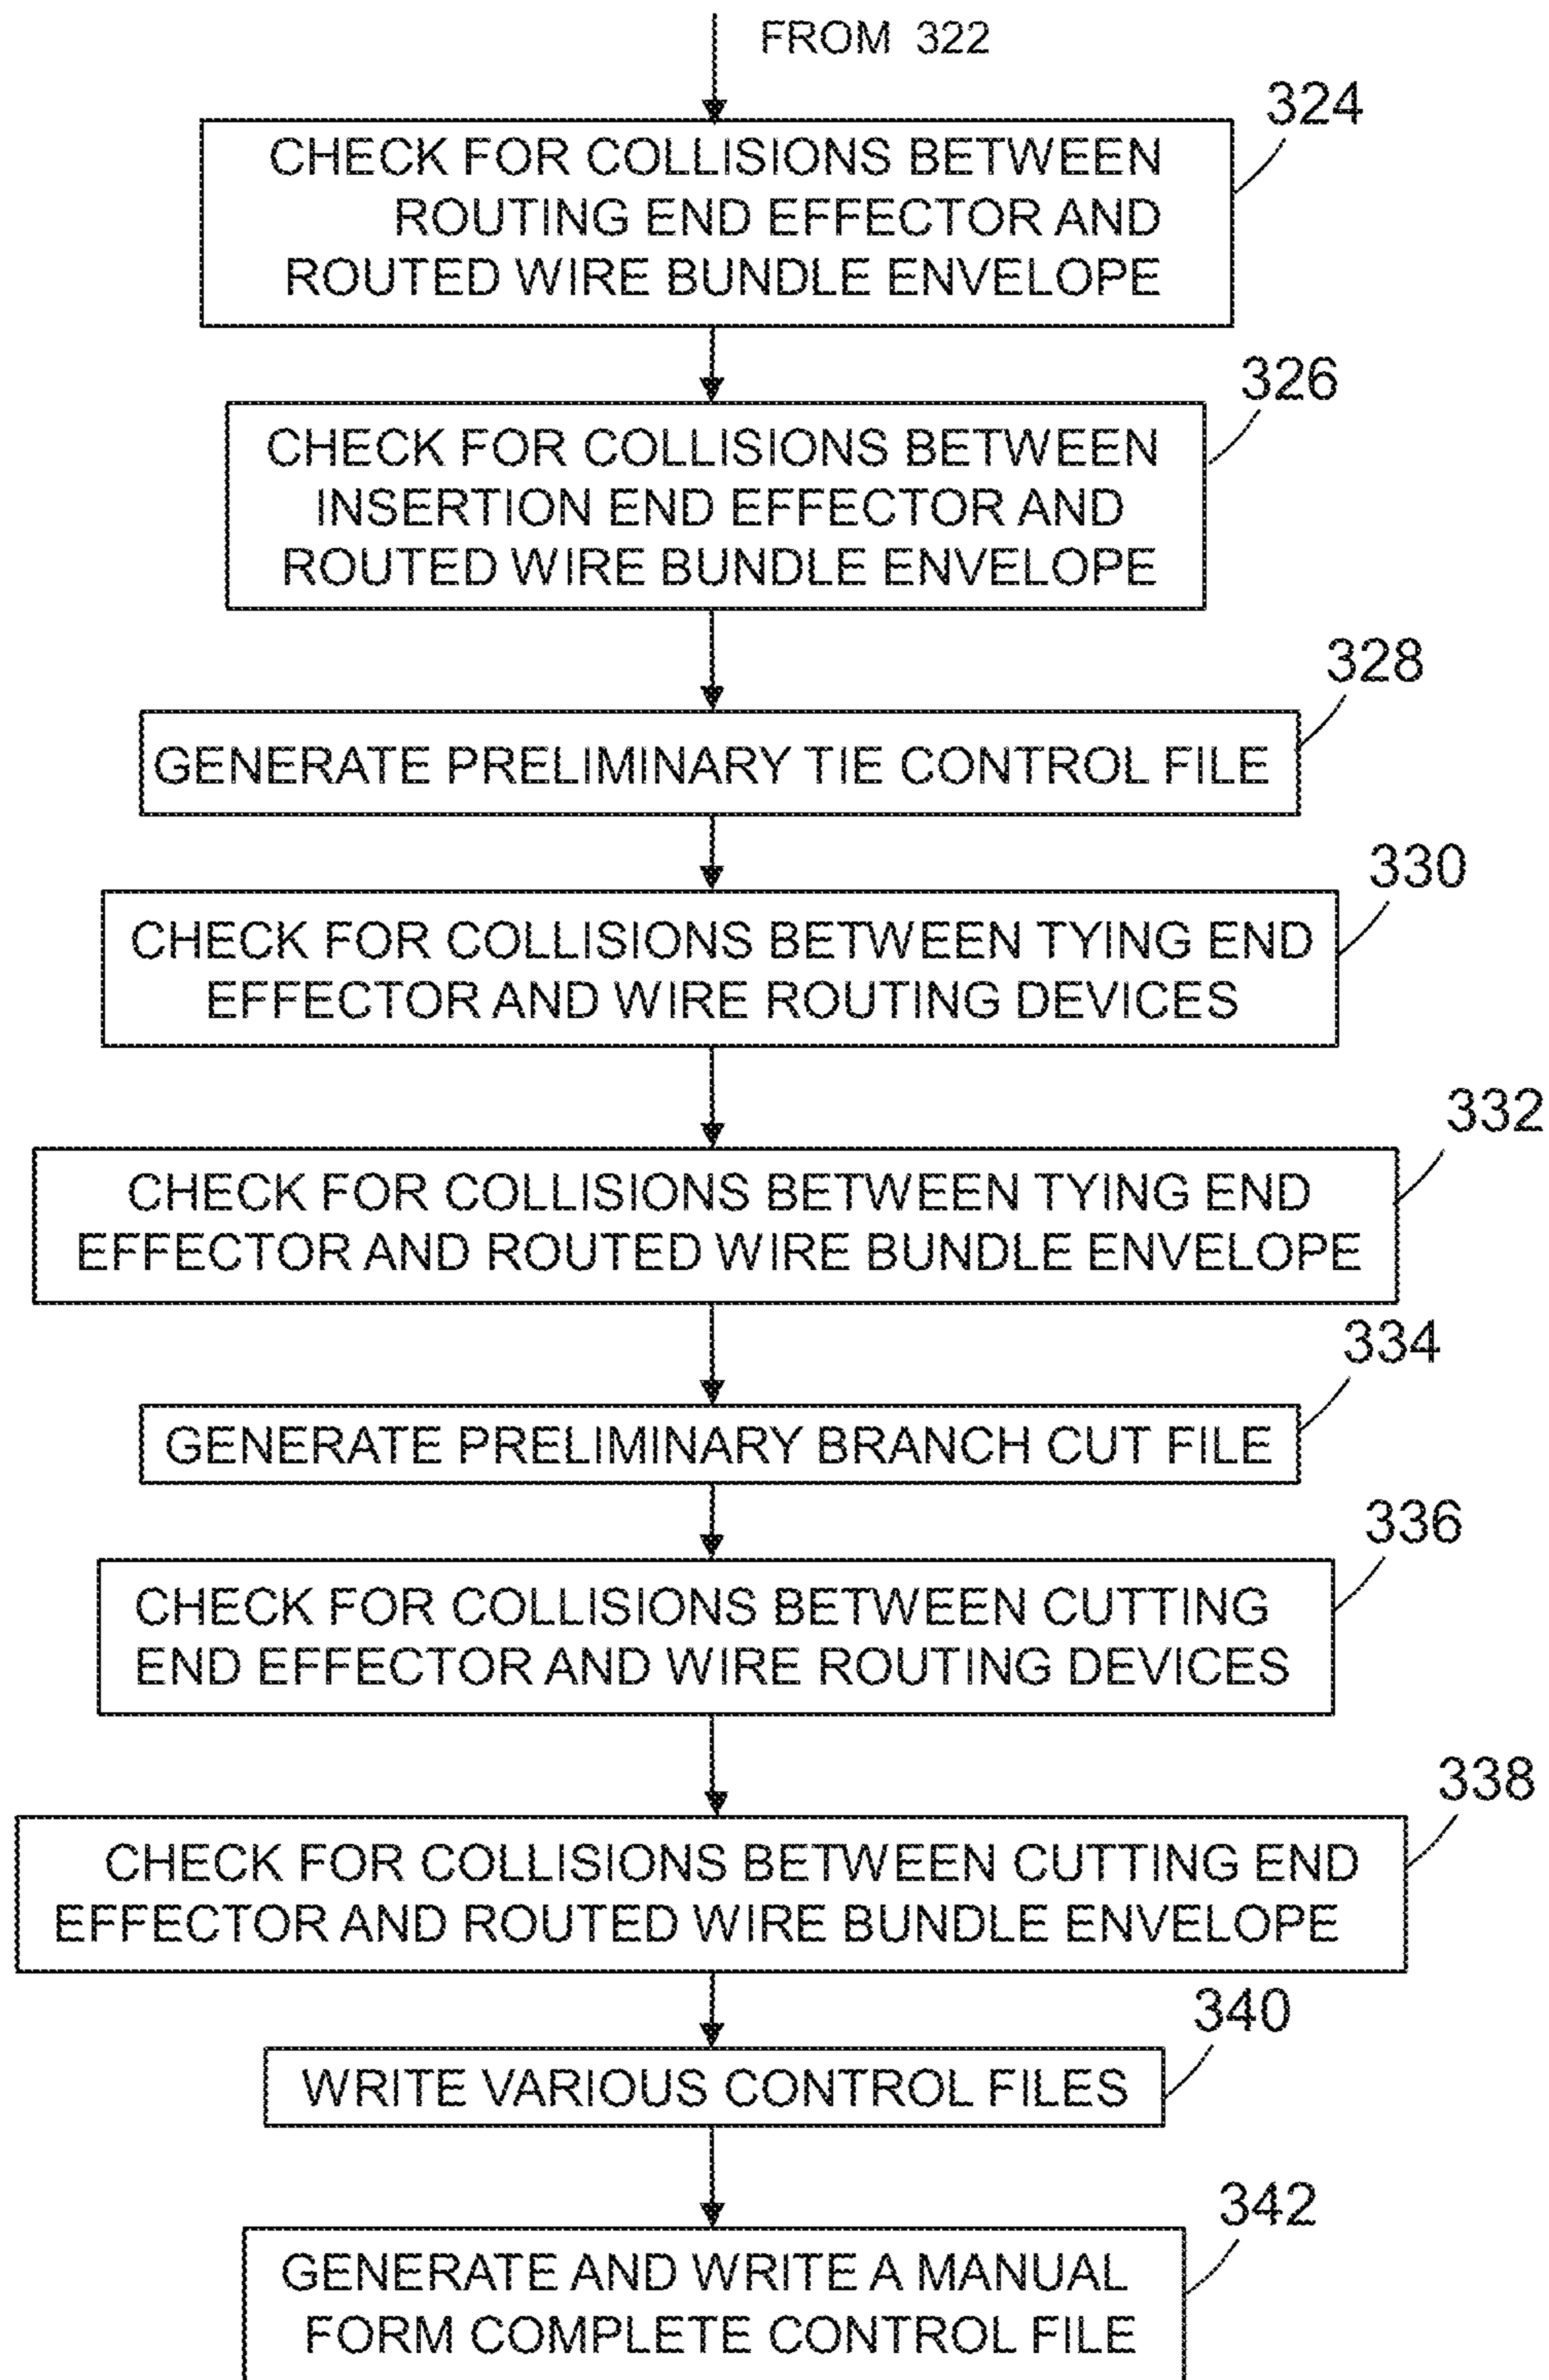 FROM 322
324
CHECK FOR COLLISIONS BETWEEN
ROUTING END EFFECTOR AND
ROUTED WIRE BUNDLE ENVELOPE
326
CHECK FOR COLLISIONS BETWEEN
INSERTION END EFFECTOR AND
ROUTED WIRE BUNDLE ENVELOPE
328
GENERATE PRELIMINARY TIE CONTROL FILE
330
CHECK FOR COLLISIONS BETWEEN TYING END
EFFECTOR AND WIRE ROUTING DEVICES
332
CHECK FOR COLLISIONS BETWEEN TYING END
EFFECTOR AND ROUTED WIRE BUNDLE ENVELOPE
334
GENERATE PRELIMINARY BRANCH CUT FILE
336
CHECK FOR COLLISIONS BETWEEN CUTTING
END EFFECTOR AND WIRE ROUTING DEVICES
338
CHECK FOR COLLISIONS BETWEEN CUTTING END
EFFECTOR AND ROUTED WIRE BUNDLE ENVELOPE
340
WRITE VARIOUS CONTROL FILES
342
GENERATE AND WRITE A MANUAL
FORM COMPLETE CONTROL FILE